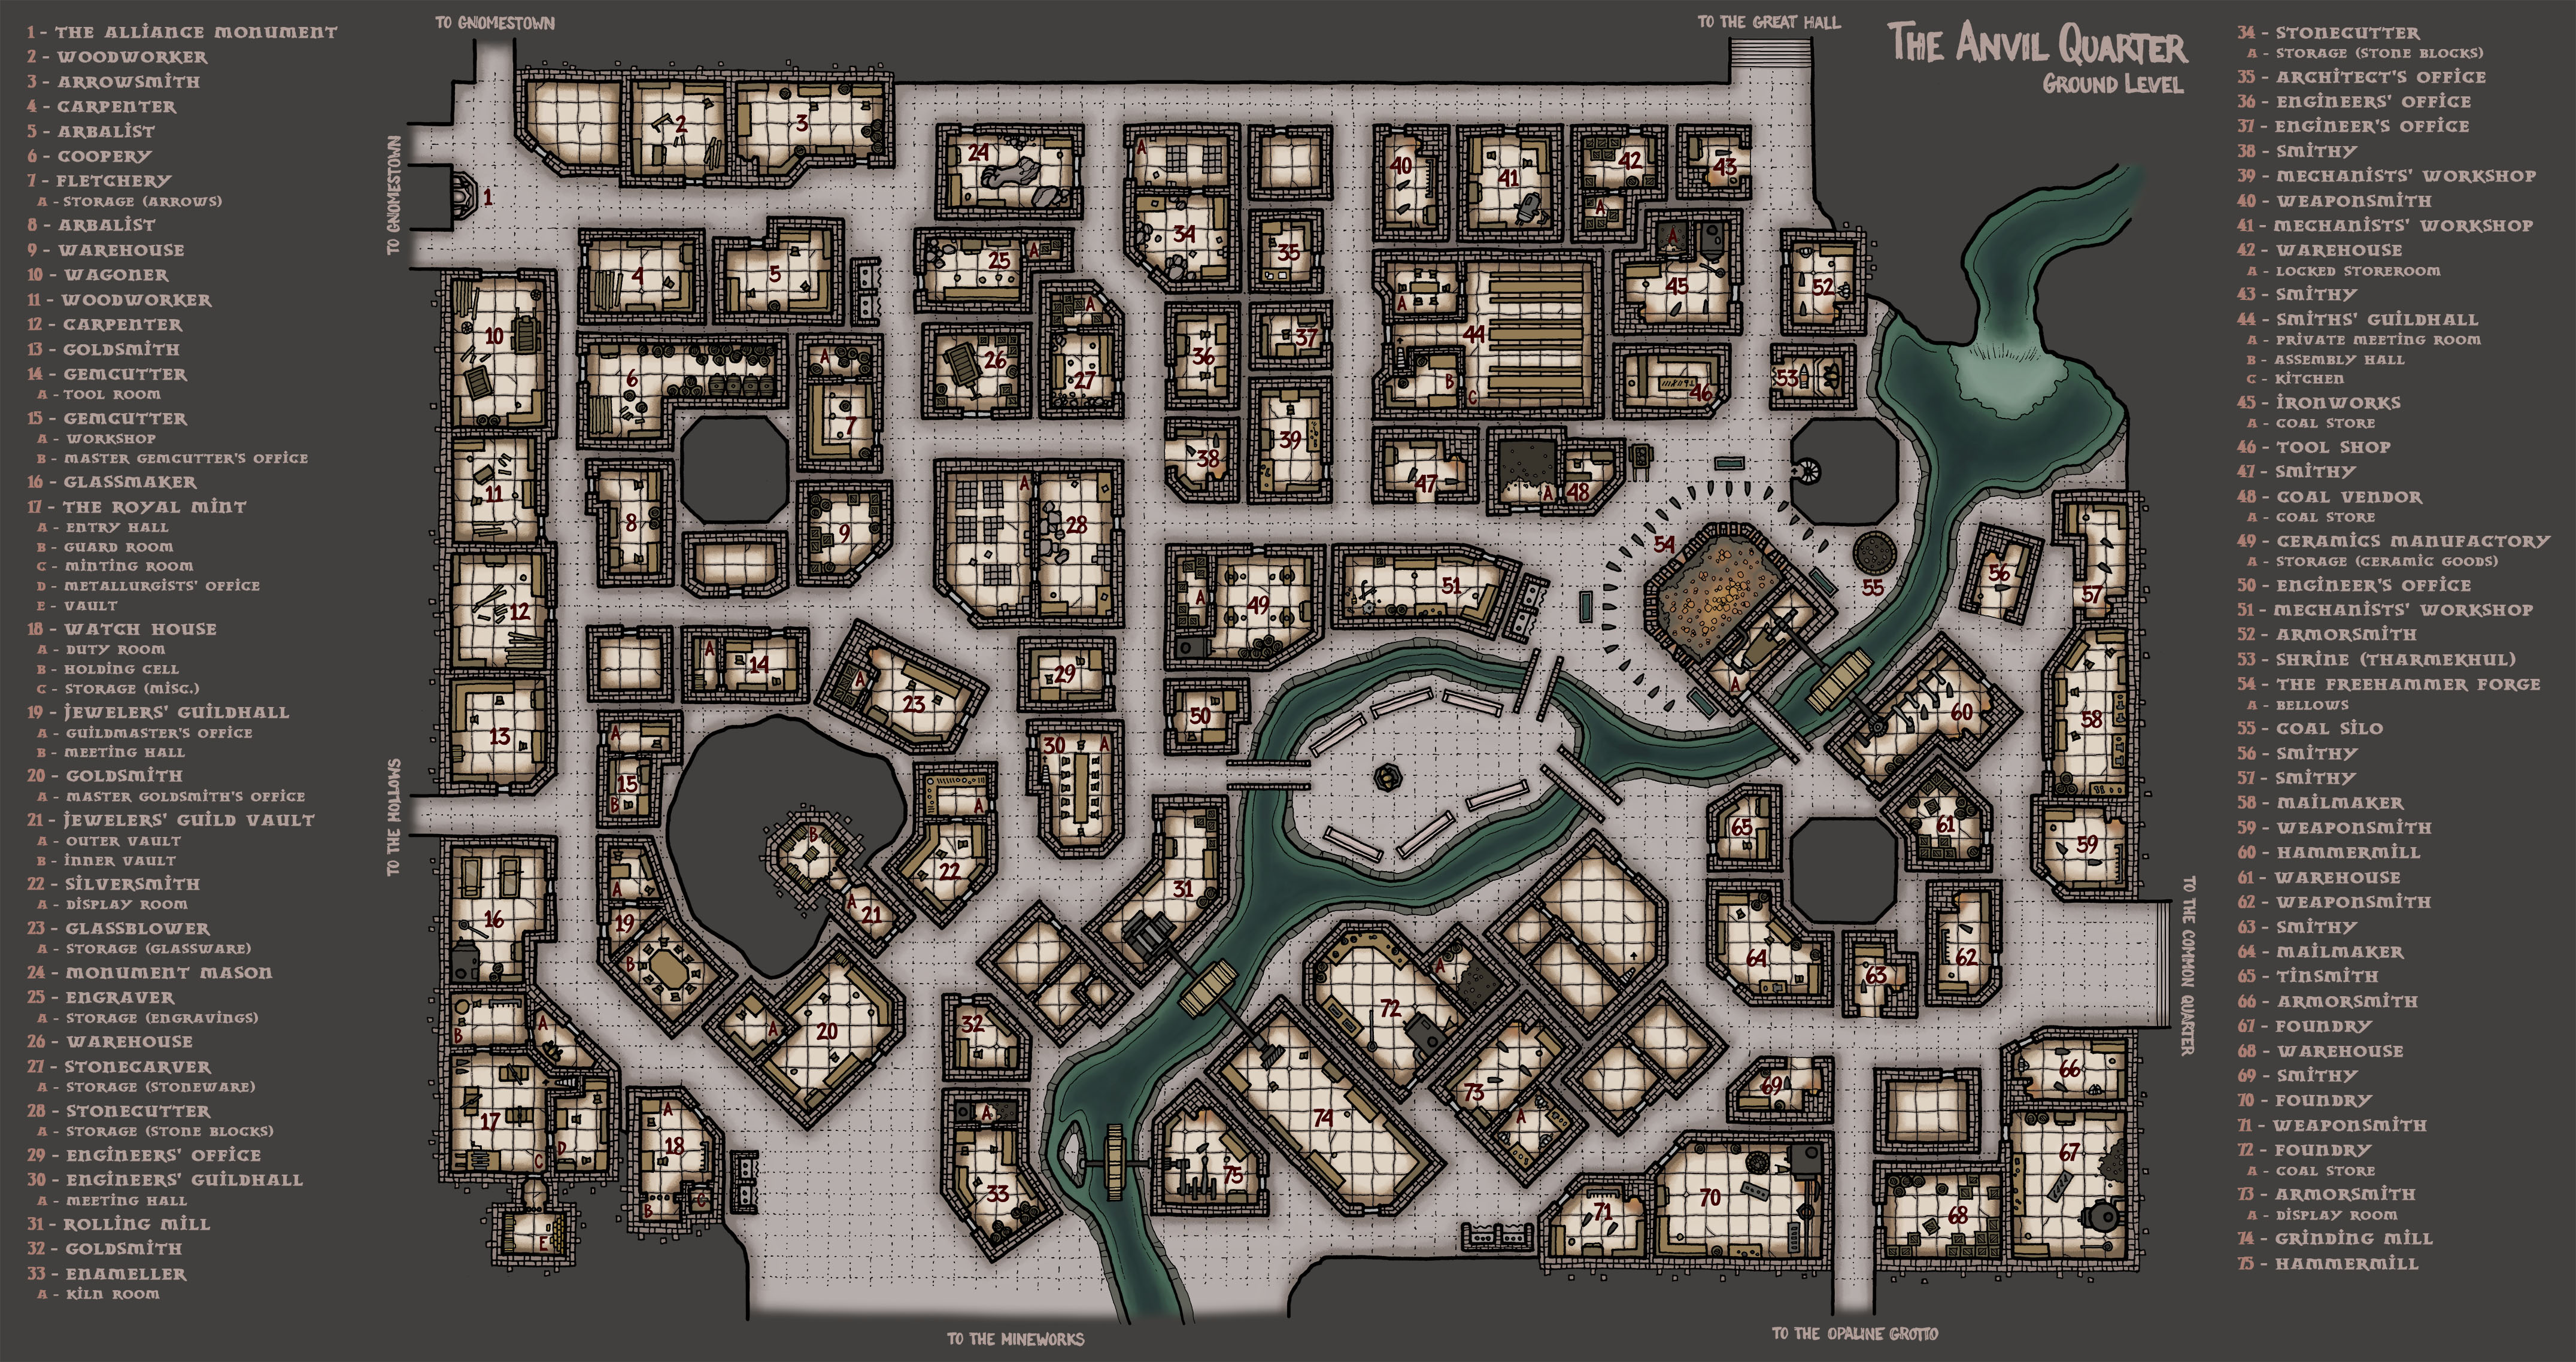 TO GNOMESTOWN
TO THE GREAT HALL
THE ANVIL QUARTER
GROUND LEVEL
1 - THE ALLIANCE MONUMENT
2 - WOODWORKER
3 - ARROWSMITH
4 - CARPENTER
5 - ARBALIST
6 - COOPERY
7 - FLETCHERY
A - STORAGE (ARROWS)
8 - ARBALIST
9 - WAREHOUSE
10 - WAGONER
11 - WOODWORKER
12 - CARPENTER
13 - GOLDSMITH
14 - GEMCUTTER
A - TOOL ROOM
15 - GEMCUTTER
A - WORKSHOP
B - MASTER GEMCUTTER'S OFFICE
16 - GLASSMAKER
17 - THE ROYAL MINT
A - ENTRY HALL
B - GUARD ROOM
C - MINTING ROOM
D - METALLURGISTS' OFFICE
E - VAULT
18 - WATCH HOUSE
A - DUTY ROOM
B - HOLDING CELL
C - STORAGE (MISC.)
19 - JEWELERS' GUILDHALL
A - GUILDMASTER'S OFFICE
B - MEETING HALL
20 - GOLDSMITH
A - MASTER GOLDSMITH'S OFFICE
21 - JEWELERS' GUILD VAULT
A - OUTER VAULT
B - INNER VAULT
22 - SILVERSMITH
A - DISPLAY ROOM
23 - GLASSBLOWER
A - STORAGE (GLASSWARE)
24 - MONUMENT MASON
25 - ENGRAVER
A - STORAGE (ENGRAVINGS)
26 - WAREHOUSE
27 - STONECARVER
A - STORAGE (STONEWARE)
28 - STONECUTTER
A - STORAGE (STONE BLOCKS)
29 - ENGINEERS' OFFICE
30 - ENGINEERS' GUILDHALL
A - MEETING HALL
31 - ROLLING MILL
32 - GOLDSMITH
33 - ENAMELLER
A - KILN ROOM
TO GNOMESTOWN
TO THE HOLLOWS
1
2
3
24
A
34
40
41
42
A
43
4
5
25
A
35
A
45
52
10
6
A
7
26
A
27
36
37
A
44
B
C
46
53
11
8
9
A
28
38
39
47
A
48
12
A
49
51
54
55
56
57
A
14
A
23
29
50
A
60
58
13
A
15
B
30
A
65
61
59
16
A
19
B
B
A
21
A
22
31
64
63
62
B
A
17
C
D
E
A
20
32
72
A
69
66
A
18
B
C
A
33
75
74
73
A
71
70
68
67
TO THE MINEWORKS
TO THE OPALINE GROTTO
TO THE COMMON QUARTER
34 - STONECUTTER
A - STORAGE (STONE BLOCKS)
35 - ARCHITECT'S OFFICE
36 - ENGINEERS' OFFICE
37 - ENGINEER'S OFFICE
38 - SMITHY
39 - MECHANISTS' WORKSHOP
40 - WEAPONSMITH
41 - MECHANISTS' WORKSHOP
42 - WAREHOUSE
A - LOCKED STOREROOM
43 - SMITHY
44 - SMITHS' GUILDHALL
A - PRIVATE MEETING ROOM
B - ASSEMBLY HALL
C - KITCHEN
45 - IRONWORKS
A - COAL STORE
46 - TOOL SHOP
47 - SMITHY
48 - COAL VENDOR
A - COAL STORE
49 - CERAMICS MANUFACTORY
A - STORAGE (CERAMIC GOODS)
50 - ENGINEER'S OFFICE
51 - MECHANISTS' WORKSHOP
52 - ARMORSMITH
53 - SHRINE (THARMEKHUL)
54 - THE FREEHAMMER FORGE
A - BELLOWS
55 - COAL SILO
56 - SMITHY
57 - SMITHY
58 - MAILMAKER
59 - WEAPONSMITH
60 - HAMMERMILL
61 - WAREHOUSE
62 - WEAPONSMITH
63 - SMITHY
64 - MAILMAKER
65 - TINSMITH
66 - ARMORSMITH
67 - FOUNDRY
68 - WAREHOUSE
69 - SMITHY
70 - FOUNDRY
71 - WEAPONSMITH
72 - FOUNDRY
A - COAL STORE
73 - ARMORSMITH
A - DISPLAY ROOM
74 - GRINDING MILL
75 - HAMMERMILL